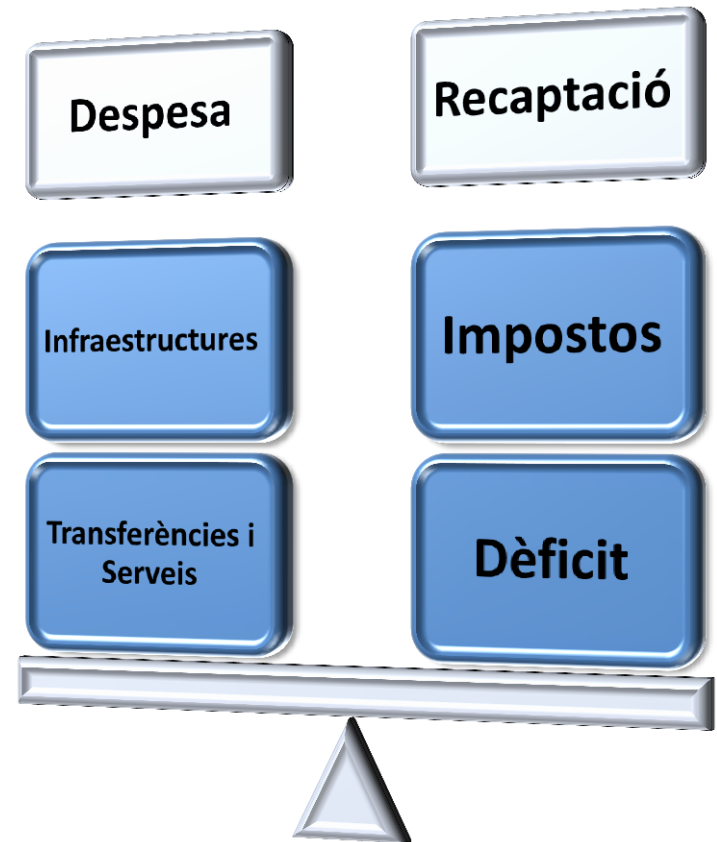 Despesa
Recaptació
Infraestructures
Impostos
Transferències i
Serveis
Dèficit